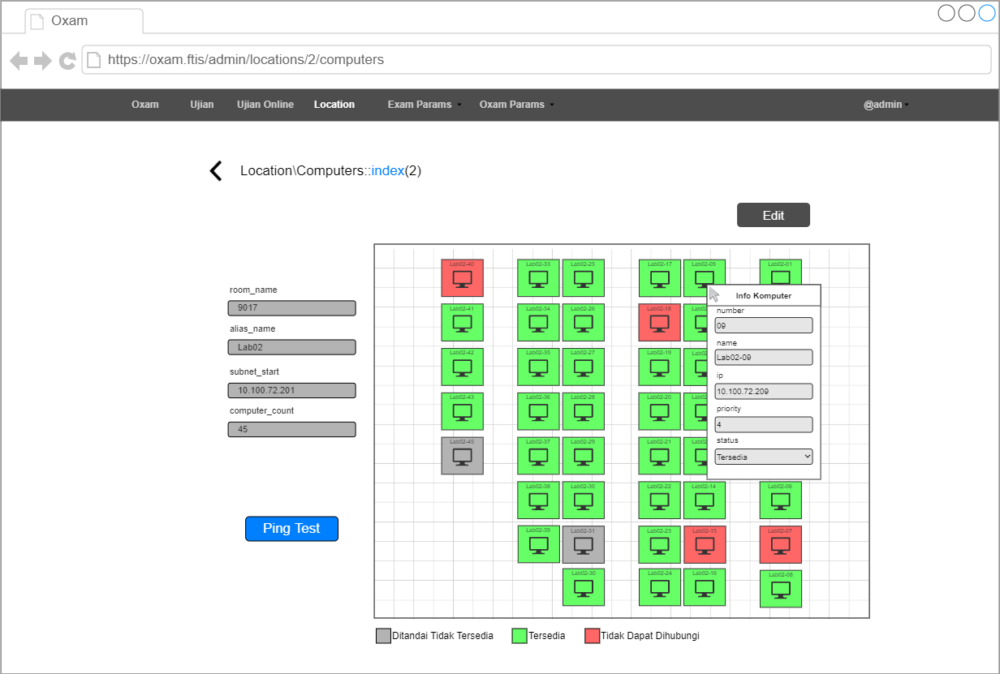 Oxam
https://oxam.ftis/admin/locations/2/computers
Oxam Ujian Ujian Online Location Exam Params Oxam Params @admin
Location\Computers::index(2)
Edit
room_name
9017
alias_name
Lab02
subnet_start
10.100.72.201
computer_count
45
Ping Test
Lab02-40 Lab02-33 Lab02-25 Lab02-17 Lab02-09 Lab02-01
Lab02-41 Lab02-34 Lab02-26 Lab02-18 Lab02
Lab02-42 Lab02-35 Lab02-27 Lab02-19 Lab02
Lab02-43 Lab02-36 Lab02-28 Lab02-20 Lab02
Lab02-45 Lab02-37 Lab02-29 Lab02-21 Lab02
Lab02-38 Lab02-30 Lab02-22 Lab02-14 Lab02-06
Lab02-39 Lab02-31 Lab02-23 Lab02-15 Lab02-07
Lab02-30 Lab02-24 Lab02-16 Lab02-08
Info Komputer
number
09
name
Lab02-09
ip
10.100.72.209
priority
4
status
Tersedia
Ditandai Tidak Tersedia Tersedia Tidak Dapat Dihubungi